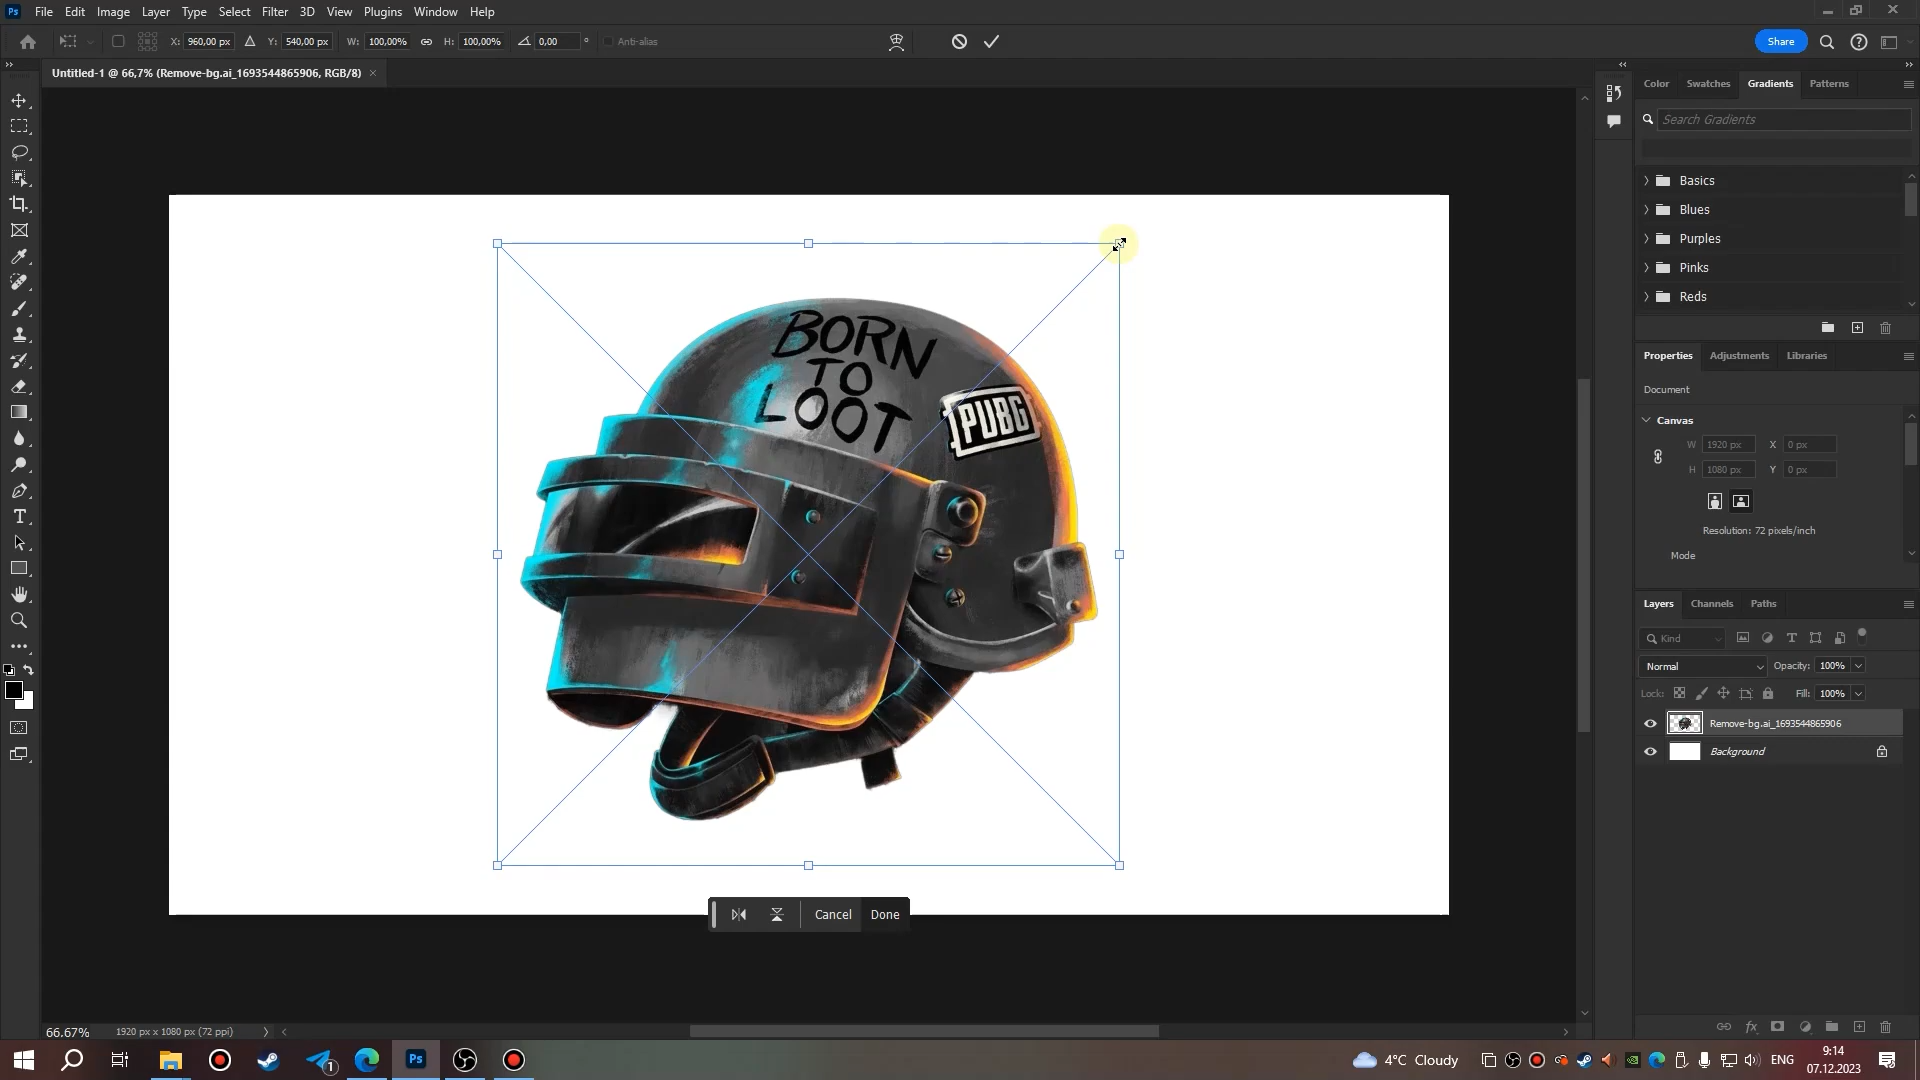 Ps File Edit Image Layer Type Select Filter 3D View Plugins Window Help
X: 960,00 px Y: 540,00 px W: 100,00% H: 100,00% 0,00 ° Anti-alias Share
Untitled-1 @ 66,7% (Remove-bg.ai_1693544865906, RGB/8) ×
Color Swatches Gradients Patterns
Search Gradients
Basics
Blues
Purples
Pinks
Reds
Properties Adjustments Libraries
Document
Canvas
W 1920 px X 0 px
H 1080 px Y 0 px
Resolution: 72 pixels/inch
Mode
Layers Channels Paths
Kind
Normal Opacity: 100%
Lock: Fill: 100%
Remove-bg.ai_1693544865906
Background
BORN
TO
LOOT
PUBG
Cancel Done
66.67% 1920 px x 1080 px (72 ppi)
1 Ps 4°C Cloudy ENG 9:14
07.12.2023